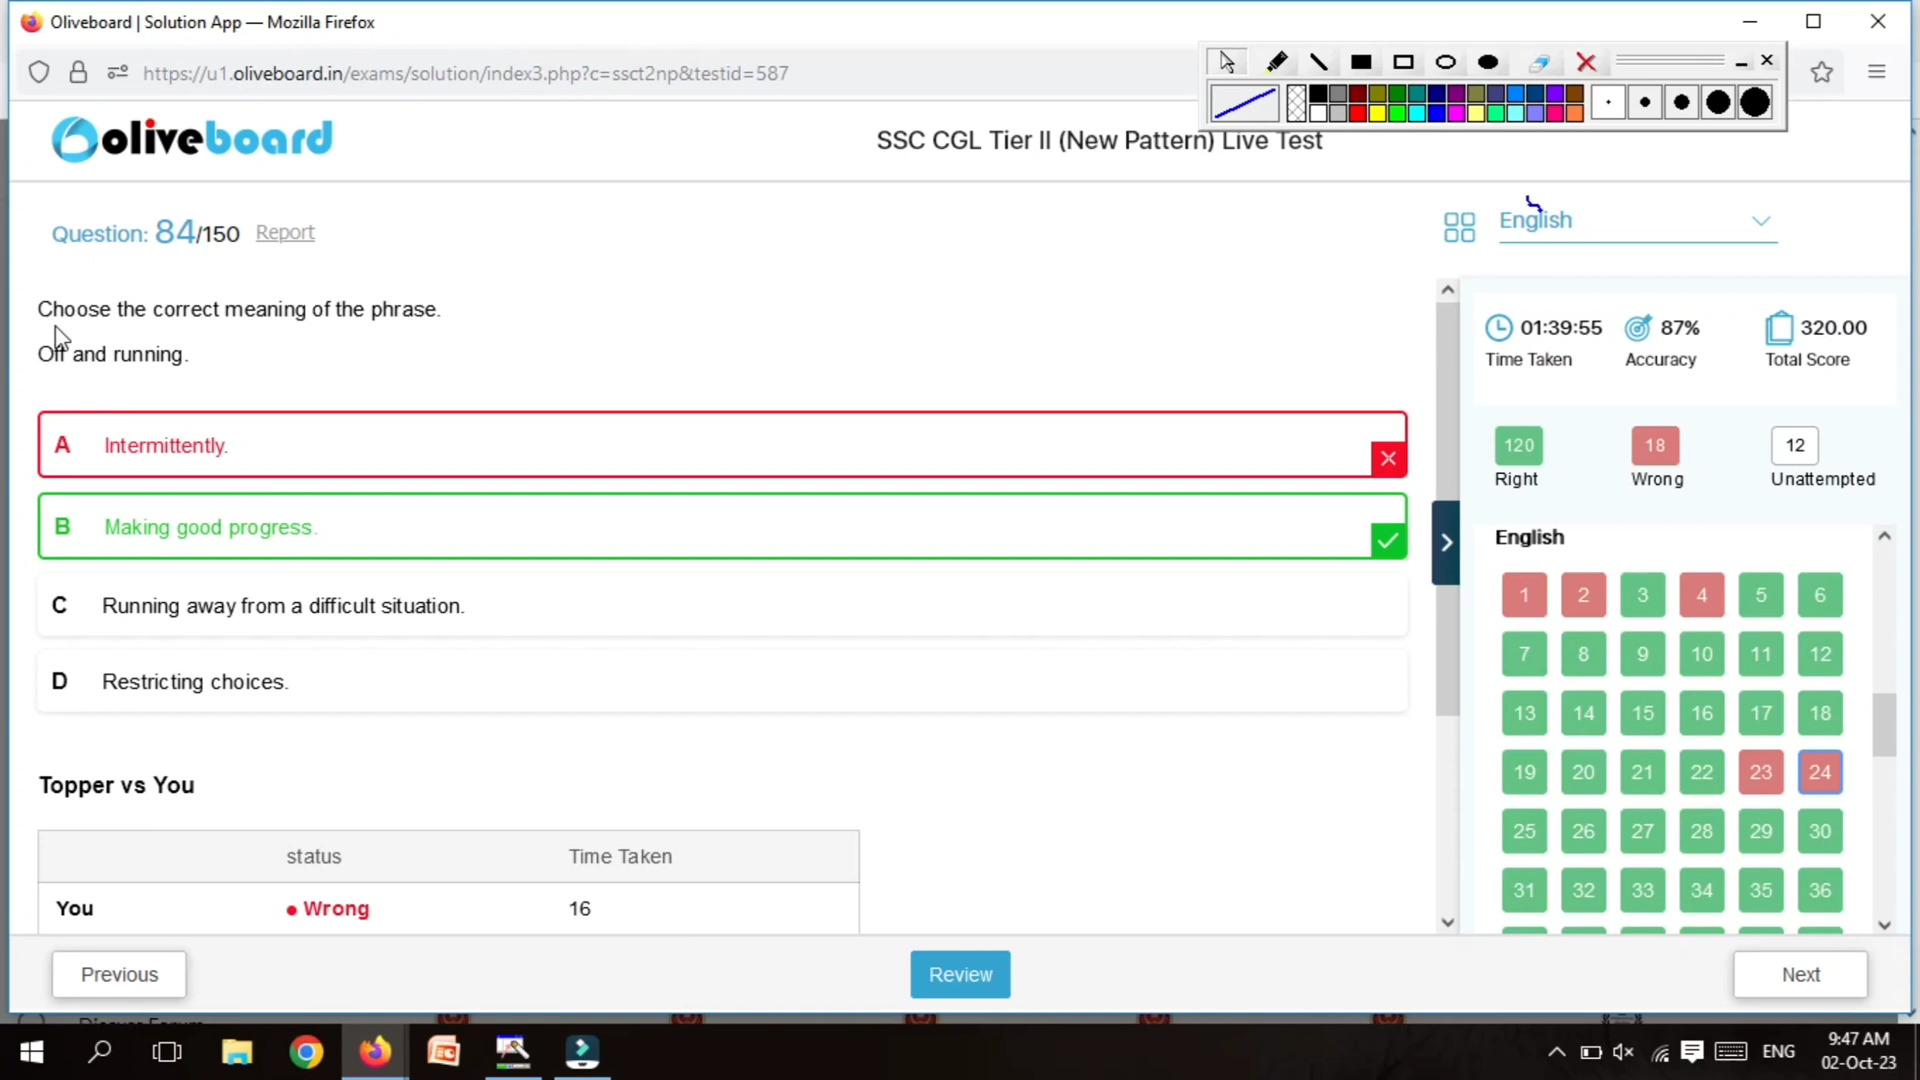 Oliveboard | Solution App — Mozilla Firefox
https://u1.oliveboard.in/exams/solution/index3.php?c=ssct2np&testid=587
oliveboard
SSC CGL Tier II (New Pattern) Live Test
Question: 84/150 Report
English
Choose the correct meaning of the phrase.
Off and running.
A Intermittently.
B Making good progress.
C Running away from a difficult situation.
D Restricting choices.
Topper vs You
status Time Taken
You Wrong 16
01:39:55 87% 320.00
Time Taken Accuracy Total Score
120 18 12
Right Wrong Unattempted
English
1 2 3 4 5 6
7 8 9 10 11 12
13 14 15 16 17 18
19 20 21 22 23 24
25 26 27 28 29 30
31 32 33 34 35 36
Previous Review Next
ENG
9:47 AM
02-Oct-23